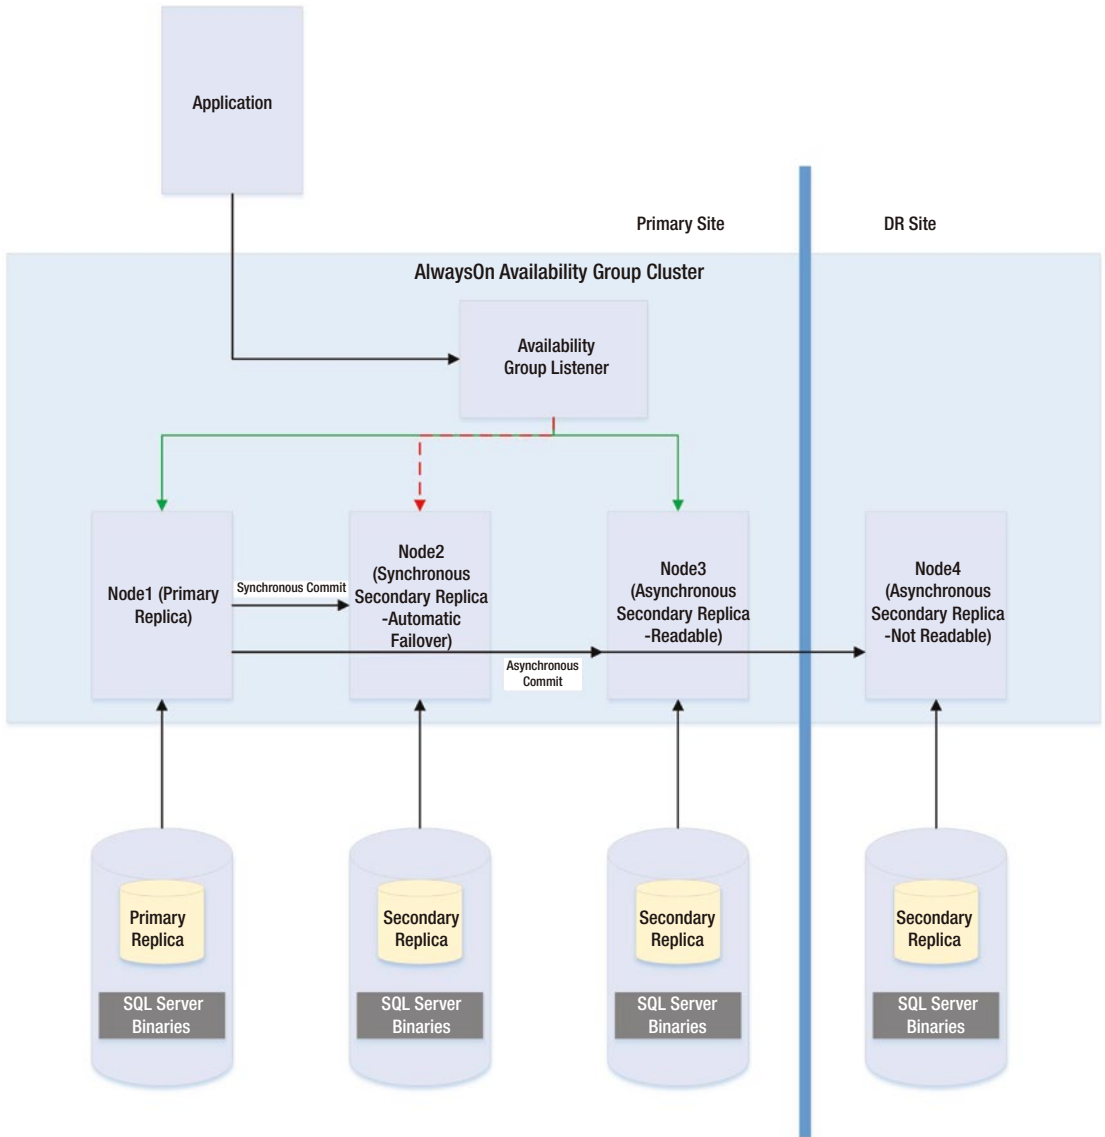 Application
Primary Site
DR Site
AlwaysOn Availability Group Cluster
Availability
Group Listener
Node1 (Primary
Replica)
Synchronous Commit
Node2
(Synchronous
Secondary Replica
-Automatic
Failover)
Node3
(Asynchronous
Secondary Replica
-Readable)
Node4
(Asynchronous
Secondary Replica
-Not Readable)
Asynchronous
Commit
Primary
Replica
SQL Server
Binaries
Secondary
Replica
SQL Server
Binaries
Secondary
Replica
SQL Server
Binaries
Secondary
Replica
SQL Server
Binaries